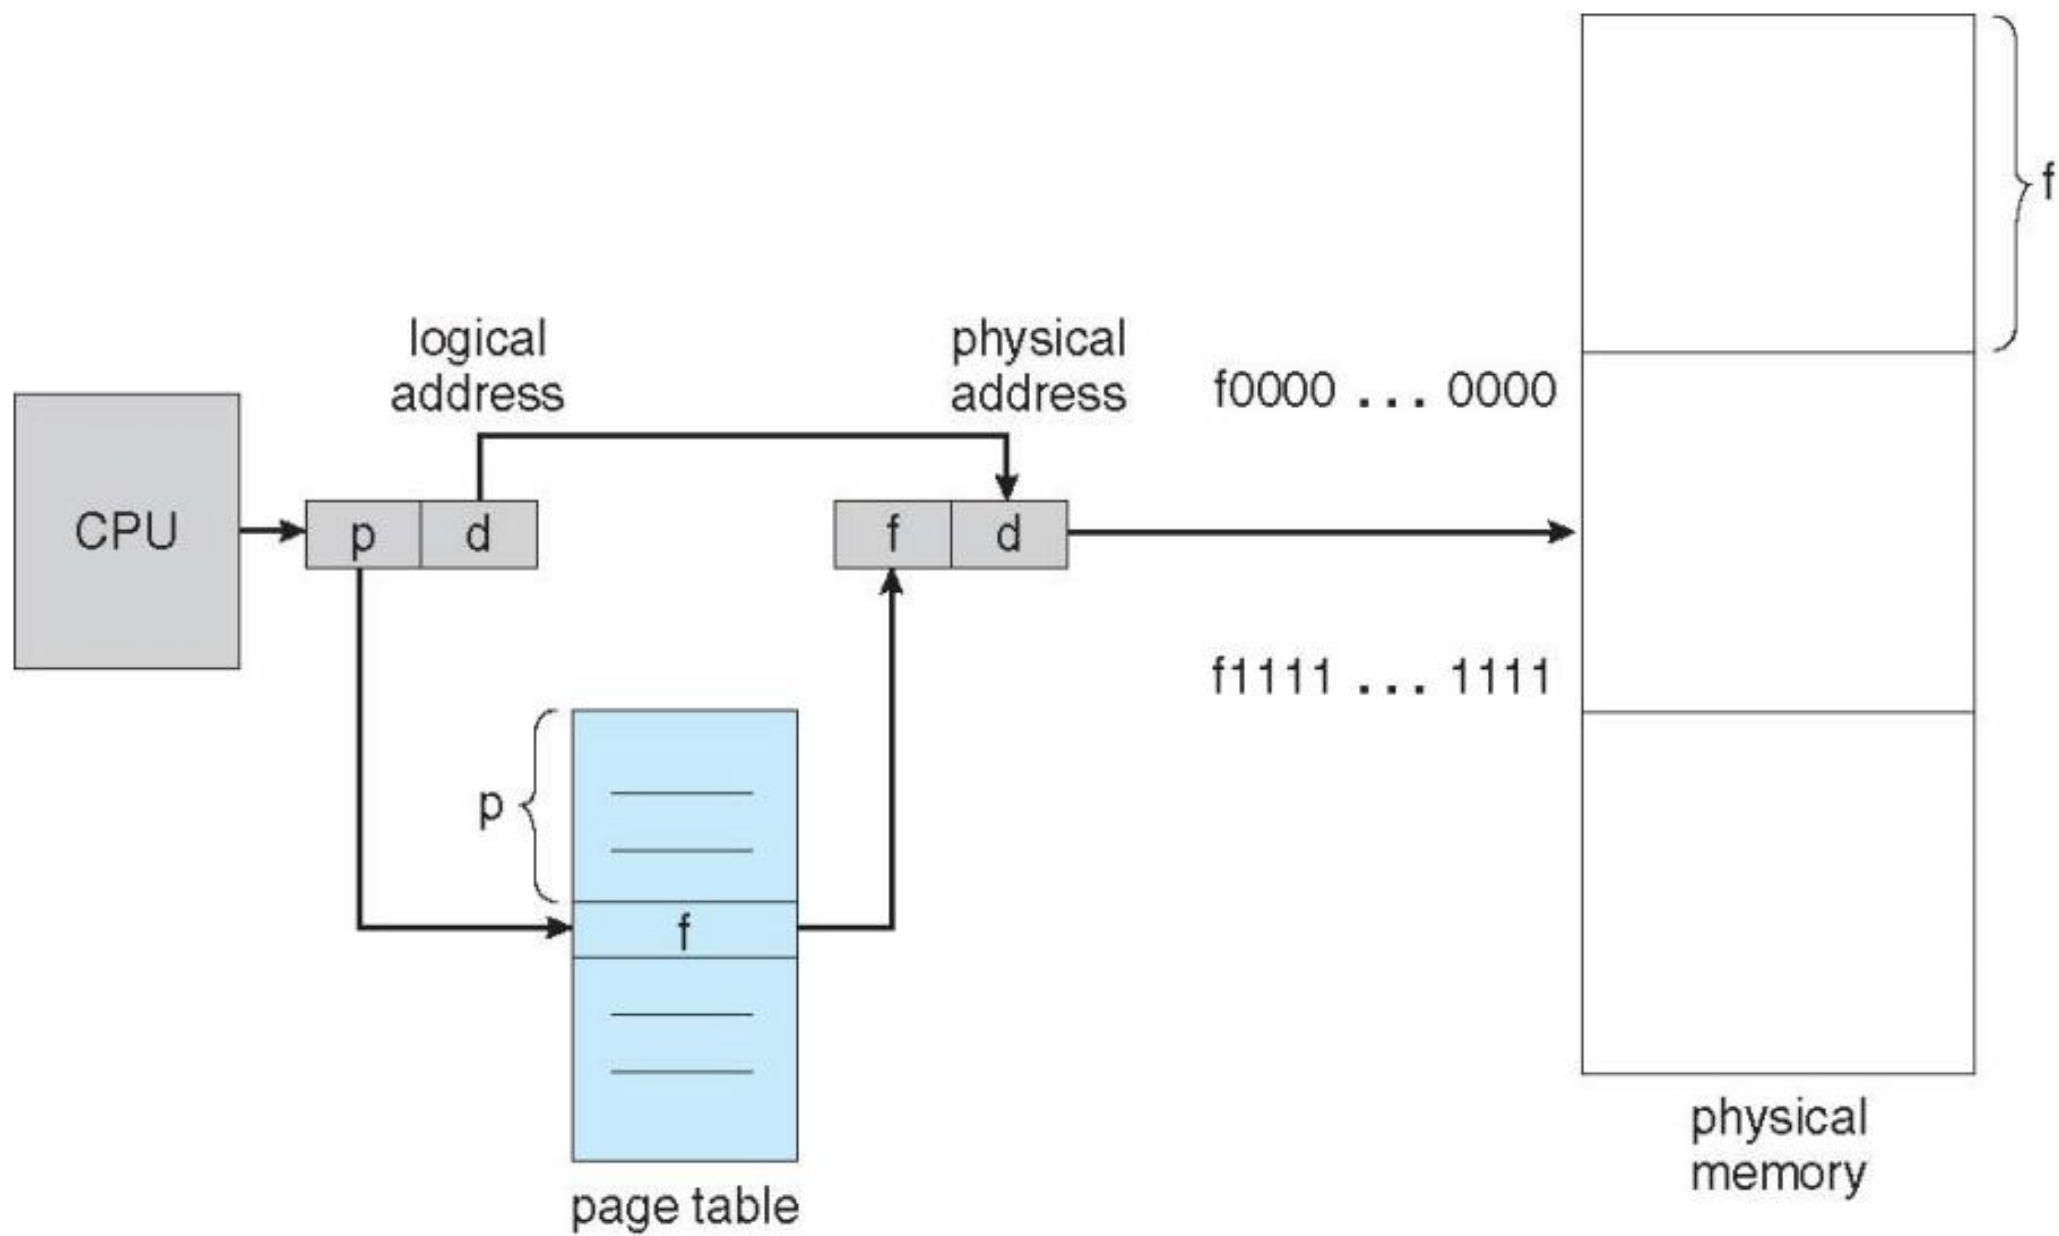 f
logical
address
physical
address
f0000 ... 0000
CPU
p
d
f
d
f1111 ... 1111
p
f
physical
memory
page table